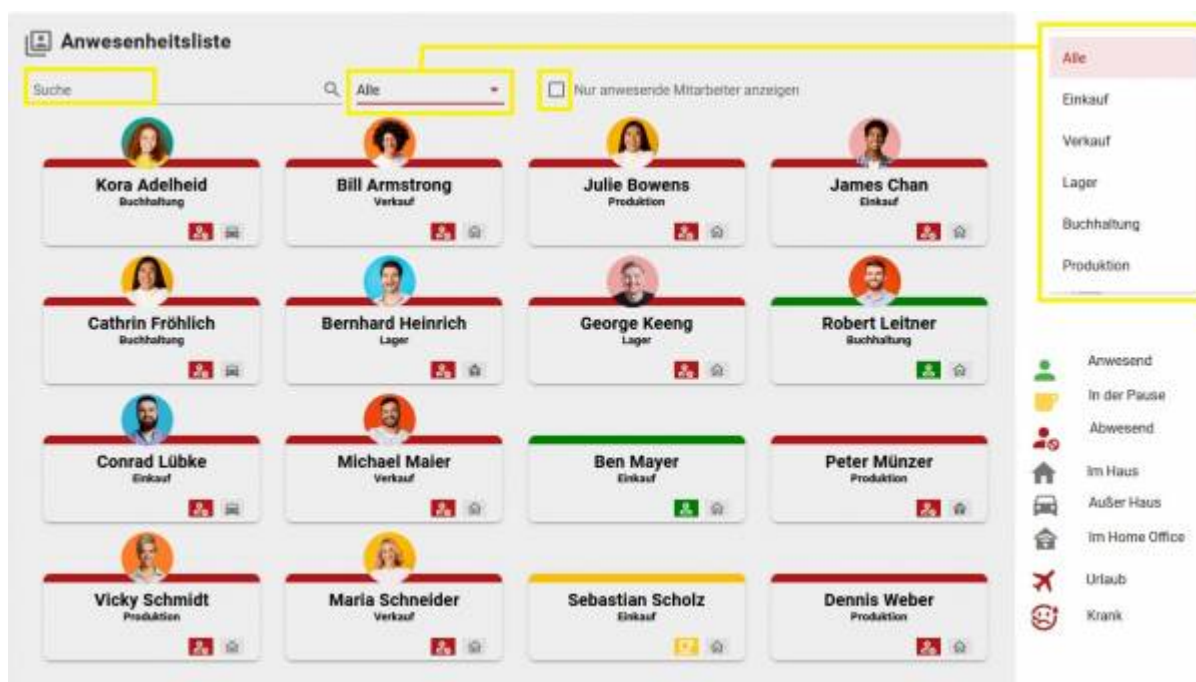 Anwesenheitsliste
Suche
Alle
Nur anwesende Mitarbeiter anzeigen
Kora Adelheid
Buchhaltung
Bill Armstrong
Verkauf
Julie Bowens
Produktion
James Chan
Einkauf
Cathrin Fröhlich
Buchhaltung
Bernhard Heinrich
Lager
George Keeng
Lager
Robert Leitner
Buchhaltung
Conrad Lübke
Einkauf
Michael Maier
Verkauf
Ben Mayer
Einkauf
Peter Münzer
Produktion
Vicky Schmidt
Produktion
Maria Schneider
Verkauf
Sebastian Scholz
Einkauf
Dennis Weber
Produktion
Alle
Einkauf
Verkauf
Lager
Buchhaltung
Produktion
Anwesend
In der Pause
Abwesend
Im Haus
Außer Haus
Im Home Office
Urlaub
Krank